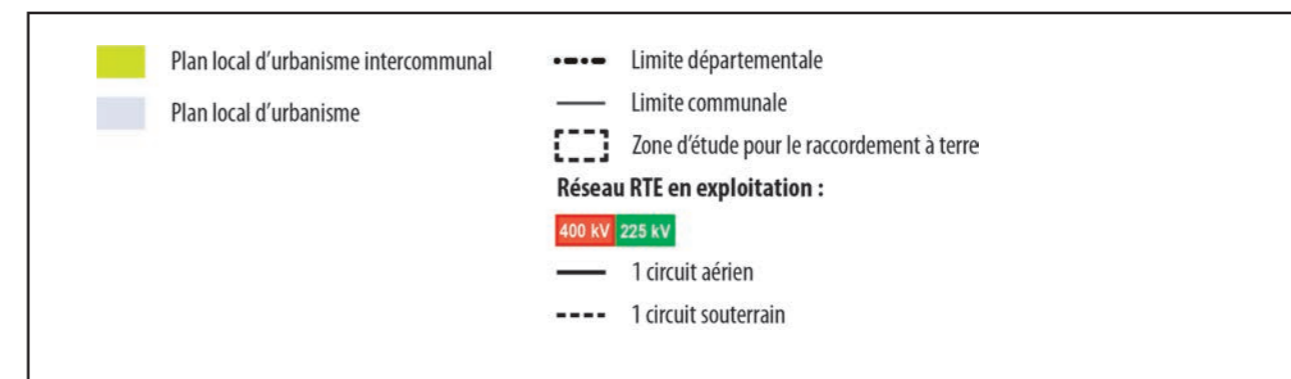 Plan local d’urbanisme intercommunal
Plan local d’urbanisme
Limite départementale
Limite communale
Zone d’étude pour le raccordement à terre
Réseau RTE en exploitation :
400 kV 225 kV
1 circuit aérien
1 circuit souterrain